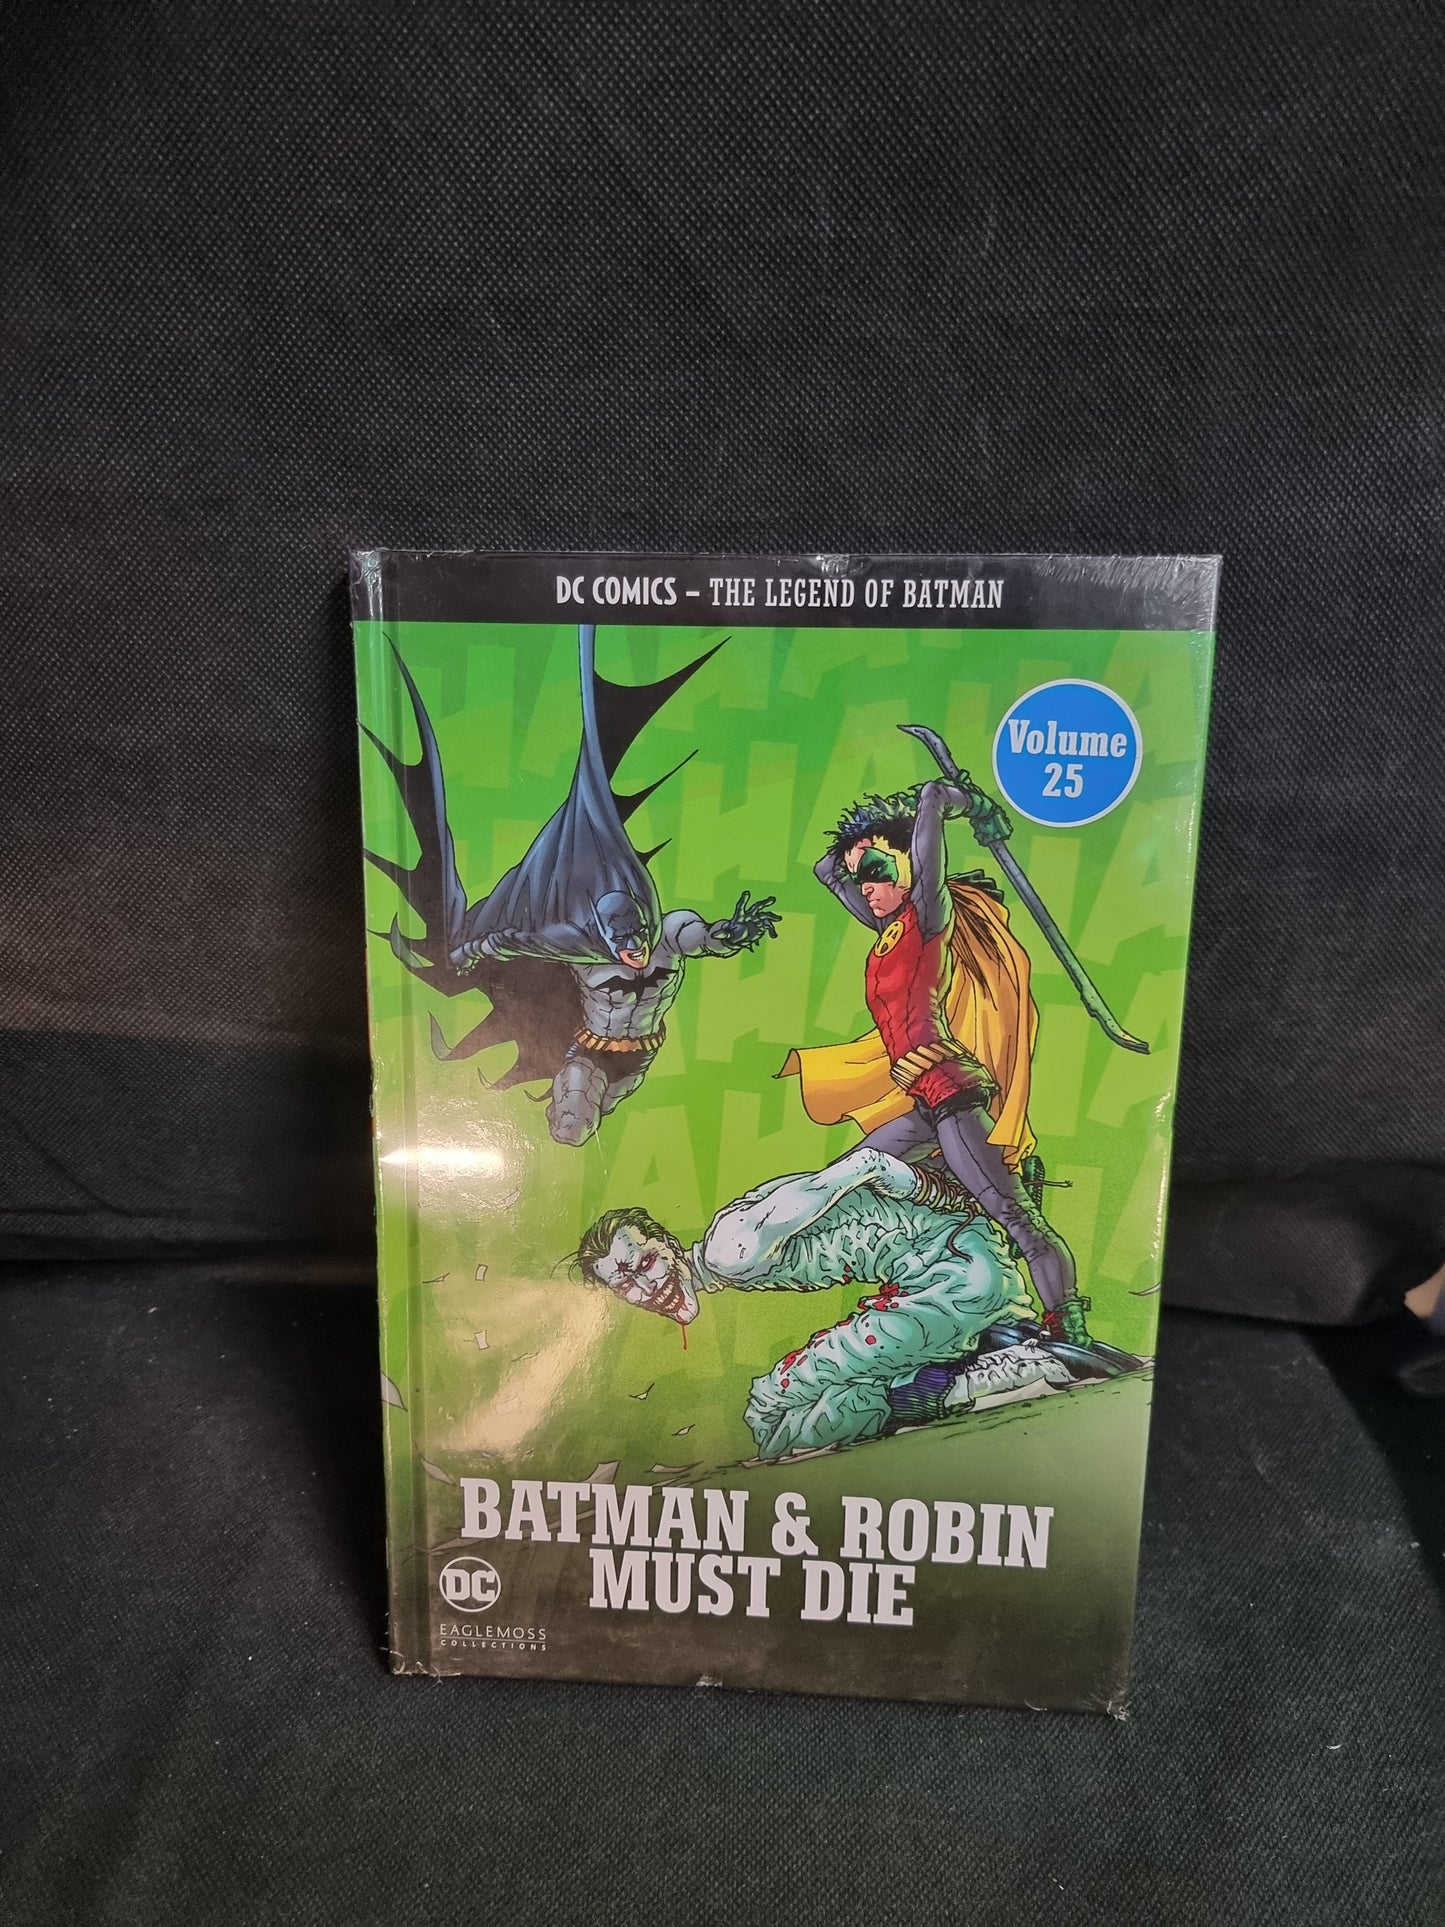 DC COMICS – THE LEGEND OF BATMAN
Volume
25
BATMAN & ROBIN
MUST DIE
DC
EAGLEMOSS
COLLECTIONS